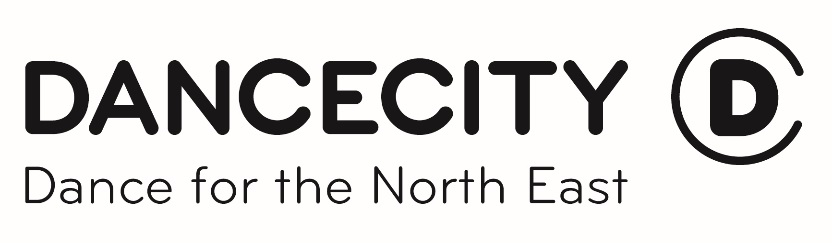 DANCECITY D
Dance for the North East